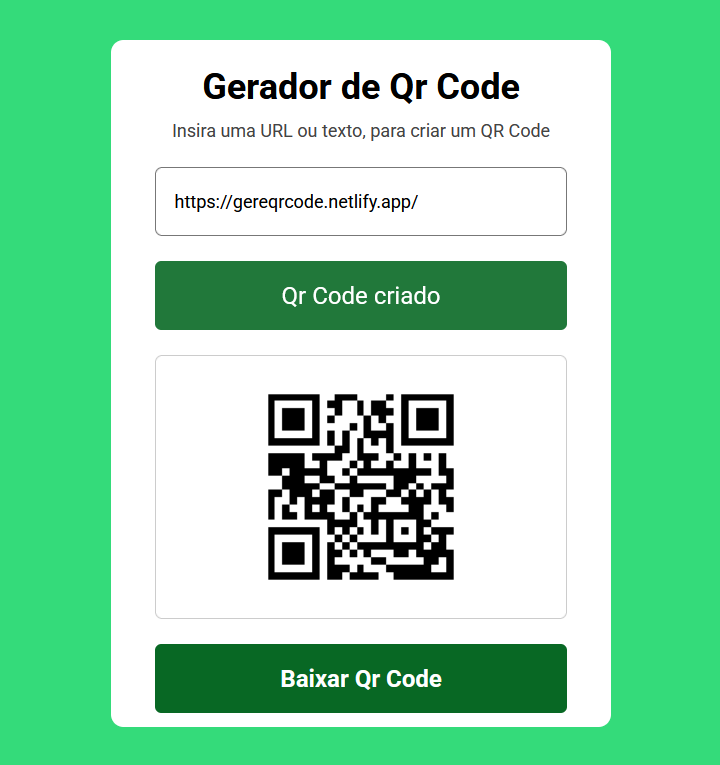 Gerador de Qr Code
Insira uma URL ou texto, para criar um QR Code
https://gereqrcode.netlify.app/
Qr Code criado
Baixar Qr Code